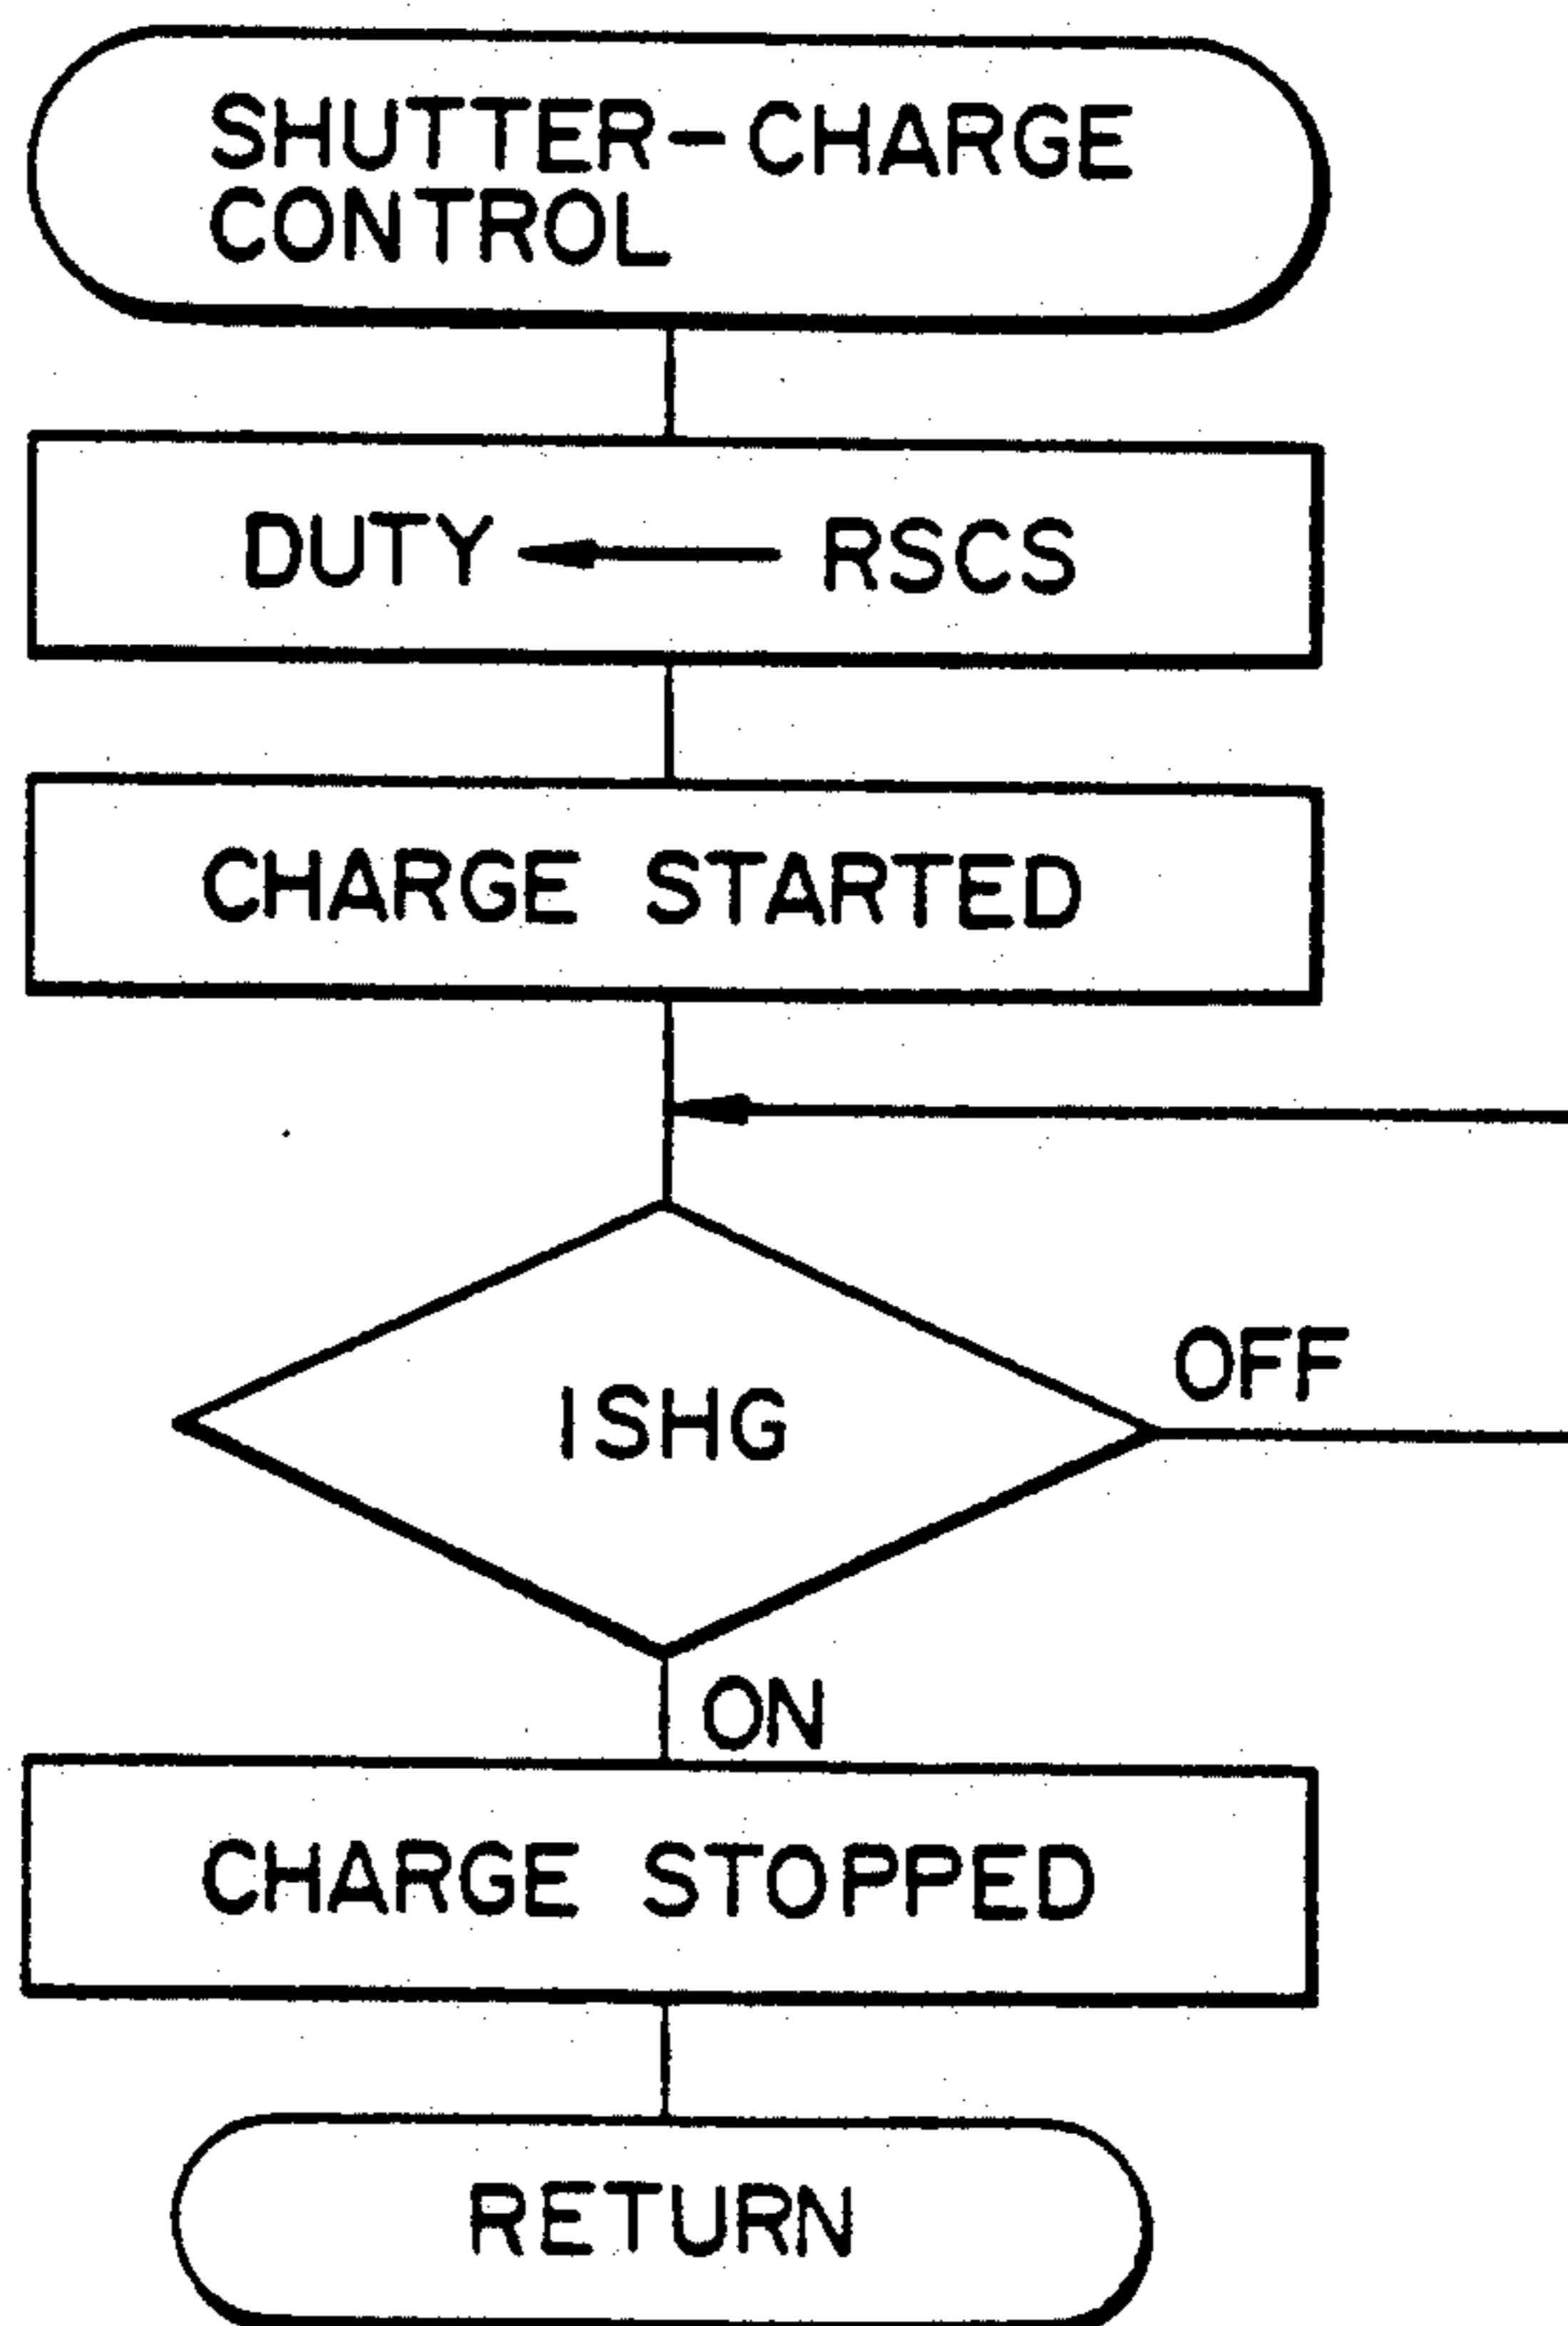 SHUTTER-CHARGE
CONTROL
DUTY ← RSCS
CHARGE STARTED
ISHG
OFF
ON
CHARGE STOPPED
RETURN